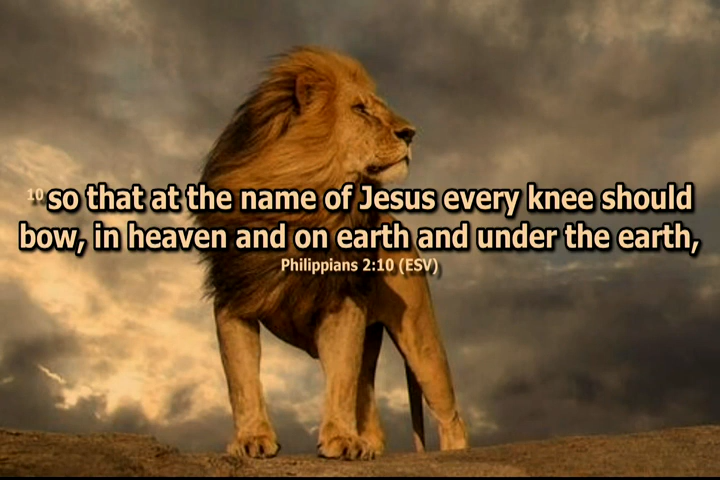 10 so that at the name of Jesus every knee should
bow, in heaven and on earth and under the earth,
Philippians 2:10 (ESV)